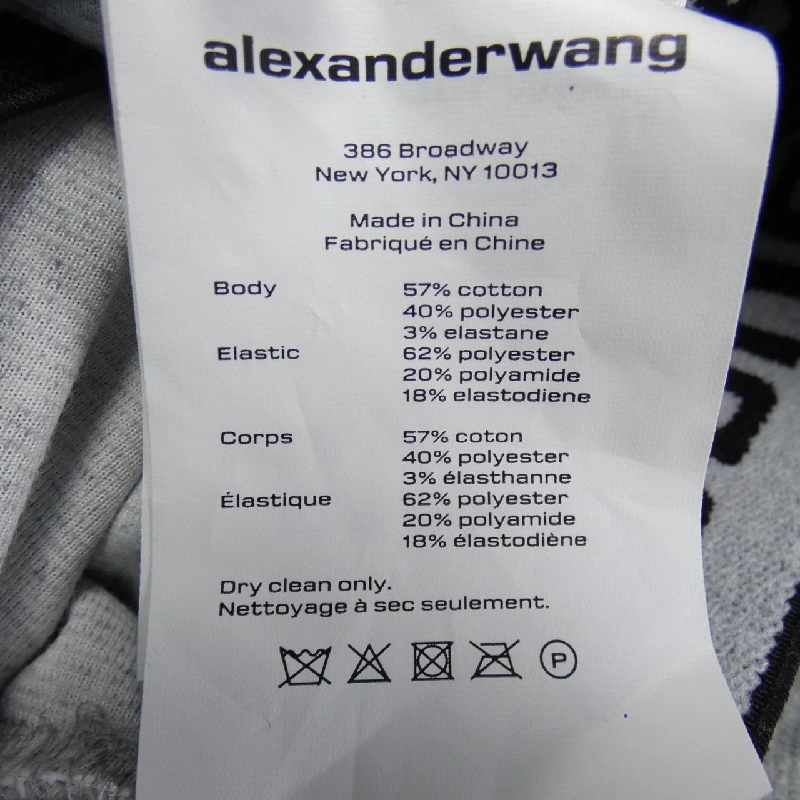 alexanderwang
386 Broadway
New York, NY 10013
Made in China
Fabriqué en Chine
Body 57% cotton
40% polyester
3% elastane
Elastic 62% polyester
20% polyamide
18% elastodiene
Corps 57% coton
40% polyester
3% élasthanne
Élastique 62% polyester
20% polyamide
18% élastodiène
Dry clean only.
Nettoyage à sec seulement.
P